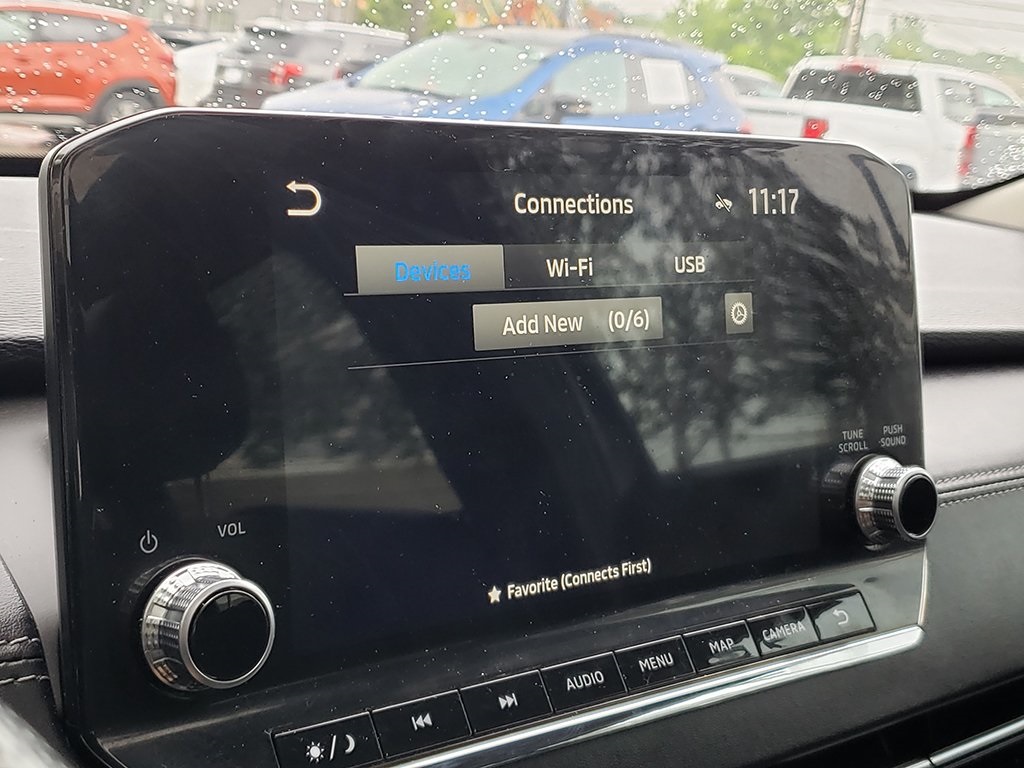 Connections 11:17
Devices Wi-Fi USB
Add New (0/6)
TUNE SCROLL
PUSH SOUND
VOL
Favorite (Connects First)
AUDIO MENU MAP CAMERA